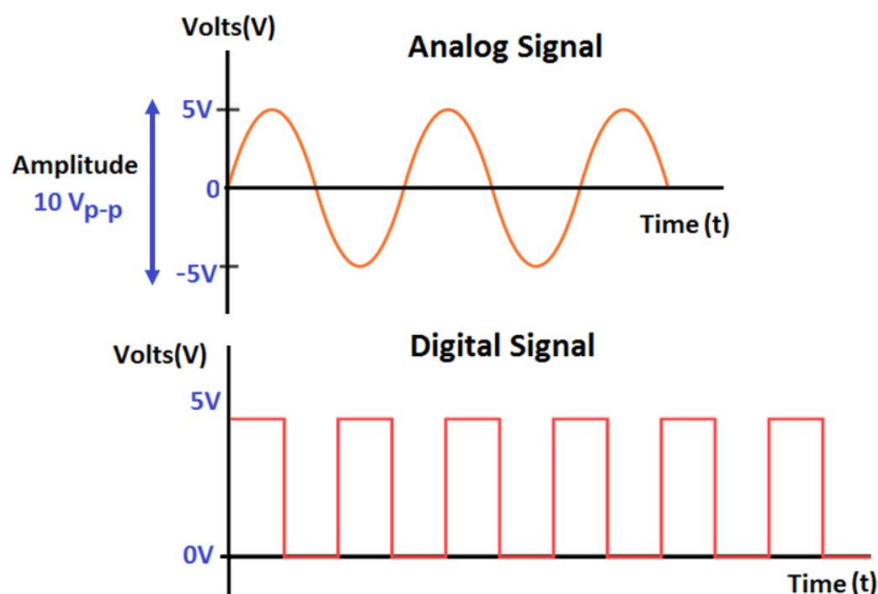 Volts(V)
Analog Signal
5V
Amplitude
10 Vp-p
0
Time (t)
-5V
Volts(V)
Digital Signal
5V
0V
Time (t)